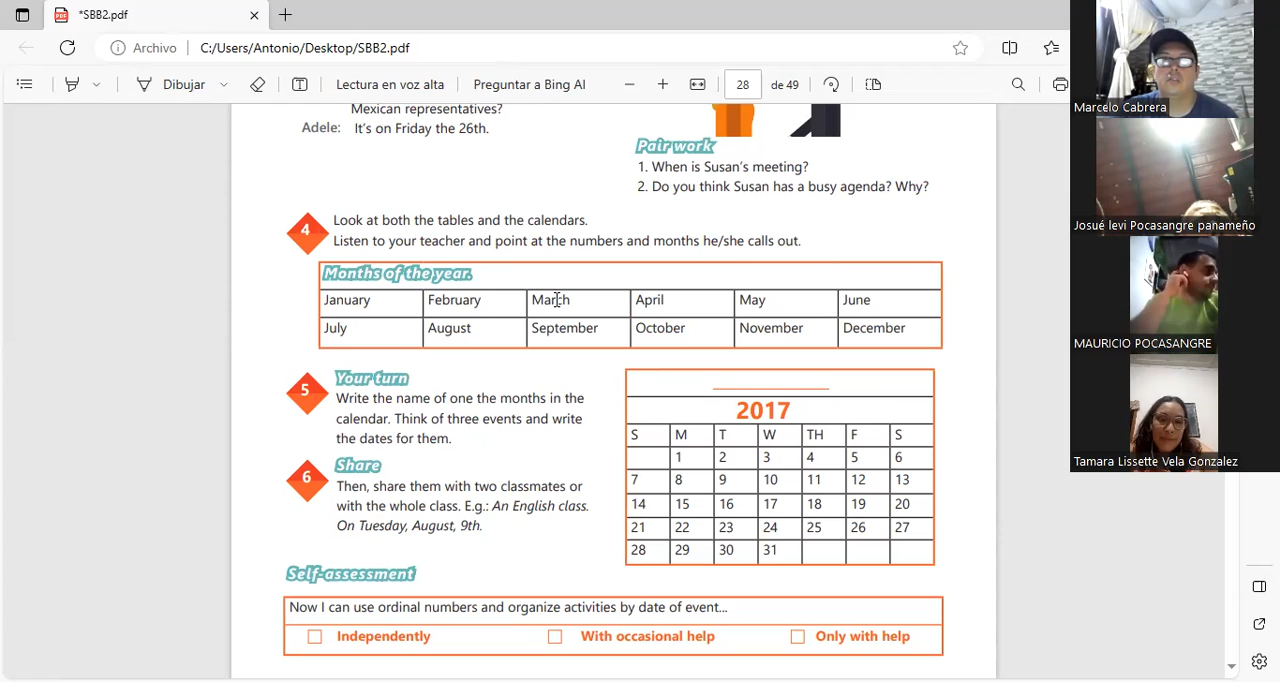 *SBB2.pdf
Archivo
C:/Users/Antonio/Desktop/SBB2.pdf
Dibujar
Lectura en voz alta
Preguntar a Bing AI
28
de 49
Mexican representatives?
Adele: It's on Friday the 26th.
Pair work
1. When is Susan's meeting?
2. Do you think Susan has a busy agenda? Why?
4
Look at both the tables and the calendars.
Listen to your teacher and point at the numbers and months he/she calls out.
Months of the year.
January February March April May June
July August September October November December
5
Your turn
Write the name of one the months in the
calendar. Think of three events and write
the dates for them.
6
Share
Then, share them with two classmates or
with the whole class. E.g.: An English class.
On Tuesday, August, 9th.
2017
S M T W TH F S
1 2 3 4 5 6
7 8 9 10 11 12 13
14 15 16 17 18 19 20
21 22 23 24 25 26 27
28 29 30 31
Self-assessment
Now I can use ordinal numbers and organize activities by date of event...
Independently
With occasional help
Only with help
Marcelo Cabrera
Josué levi Pocasangre panameño
MAURICIO POCASANGRE
Tamara Lissette Vela Gonzalez